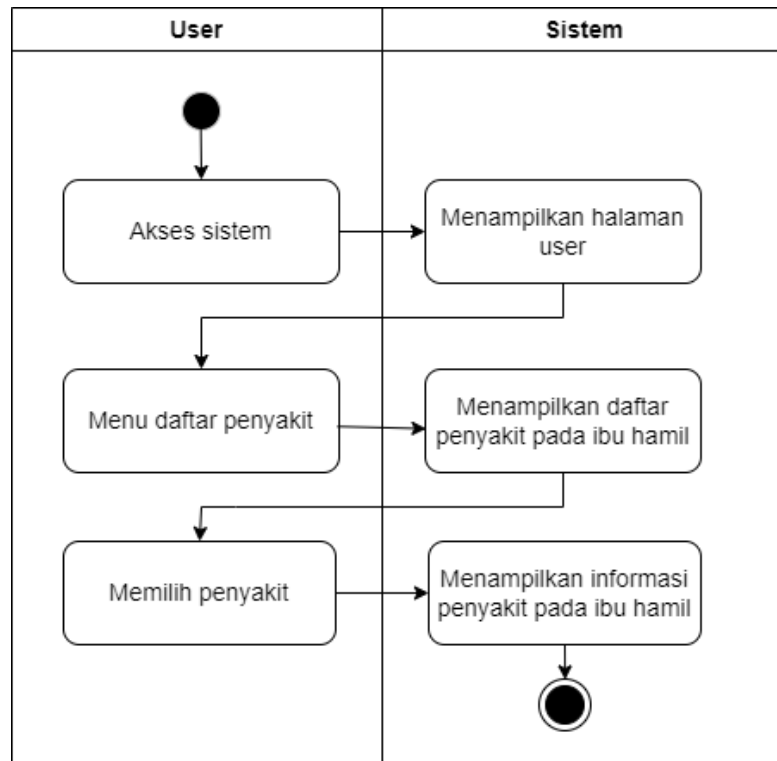 User
Sistem
Akses sistem
Menampilkan halaman
user
Menu daftar penyakit
Menampilkan daftar
penyakit pada ibu hamil
Memilih penyakit
Menampilkan informasi
penyakit pada ibu hamil